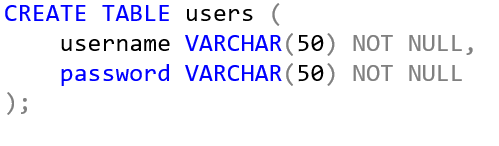 CREATE TABLE users (
    username VARCHAR(50) NOT NULL,
    password VARCHAR(50) NOT NULL
);